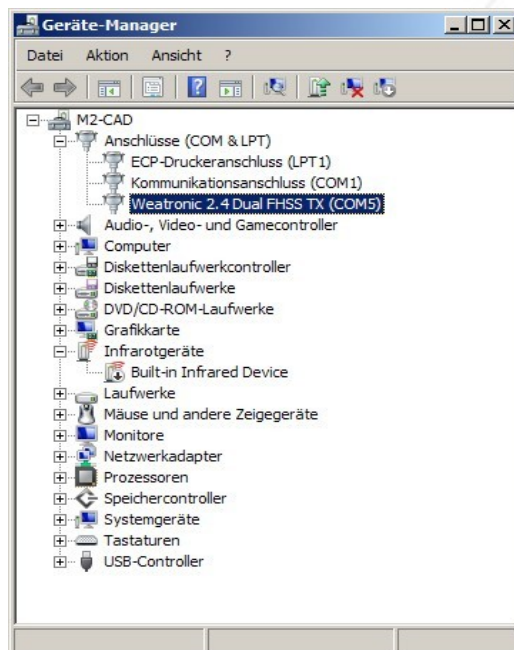 Geräte-Manager
Datei Aktion Ansicht ?
M2-CAD
Anschlüsse (COM & LPT)
ECP-Druckeranschluss (LPT1)
Kommunikationsanschluss (COM1)
Weatronic 2.4 Dual FHSS TX (COM5)
Audio-, Video- und Gamecontroller
Computer
Diskettenlaufwerkcontroller
Diskettenlaufwerke
DVD/CD-ROM-Laufwerke
Grafikkarte
Infrarotgeräte
Built-in Infrared Device
Laufwerke
Mäuse und andere Zeigegeräte
Monitore
Netzwerkadapter
Prozessoren
Speichercontroller
Systemgeräte
Tastaturen
USB-Controller